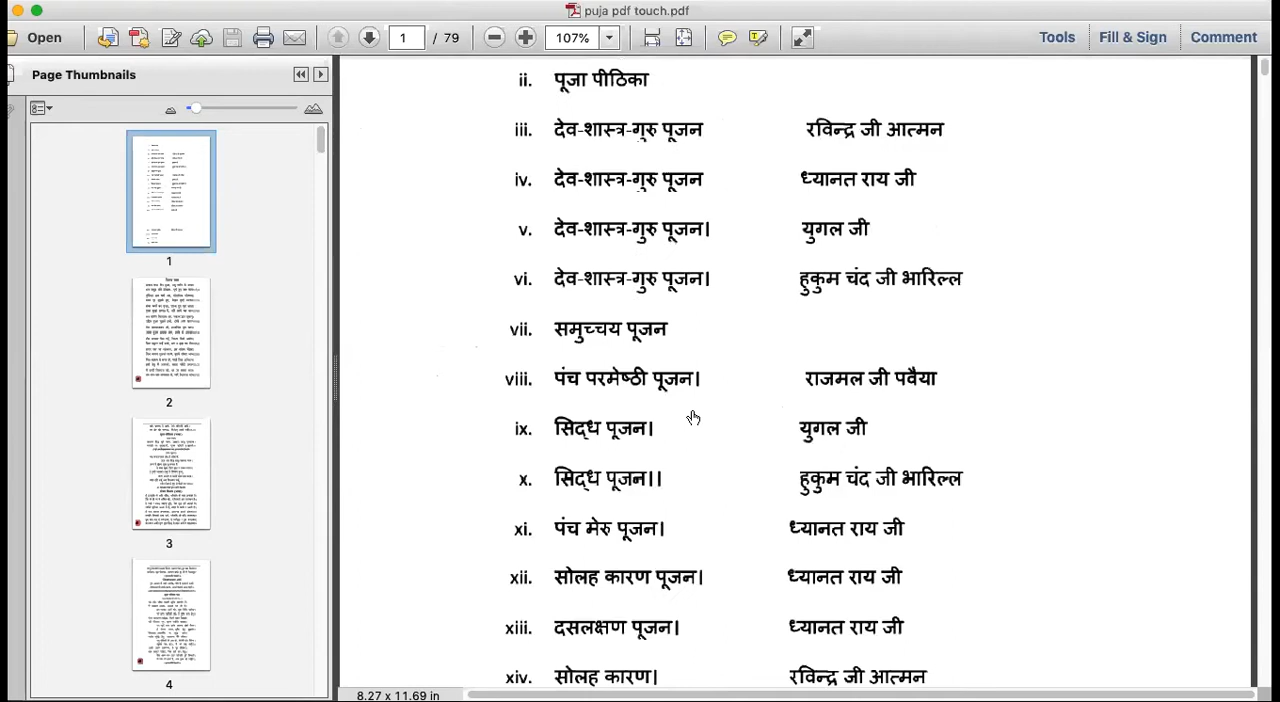 puja pdf touch.pdf
Open 1 / 79 107% Tools Fill & Sign Comment
Page Thumbnails
1
2
3
4
ii. पूजा पीठिका
iii. देव-शास्त्र-गुरु पूजन रविन्द्र जी आत्मन
iv. देव-शास्त्र-गुरु पूजन ध्यानत राय जी
v. देव-शास्त्र-गुरु पूजन। युगल जी
vi. देव-शास्त्र-गुरु पूजन। हुकुम चंद जी भारिल्ल
vii. समुच्चय पूजन
viii. पंच परमेष्ठी पूजन। राजमल जी पवैया
ix. सिद्ध पूजन। युगल जी
x. सिद्ध पूजन।। हुकुम चंद जी भारिल्ल
xi. पंच मेरु पूजन। ध्यानत राय जी
xii. सोलह कारण पूजन। ध्यानत राय जी
xiii. दसलक्षण पूजन। ध्यानत राय जी
xiv. सोलह कारण। रविन्द्र जी आत्मन
8.27 x 11.69 in